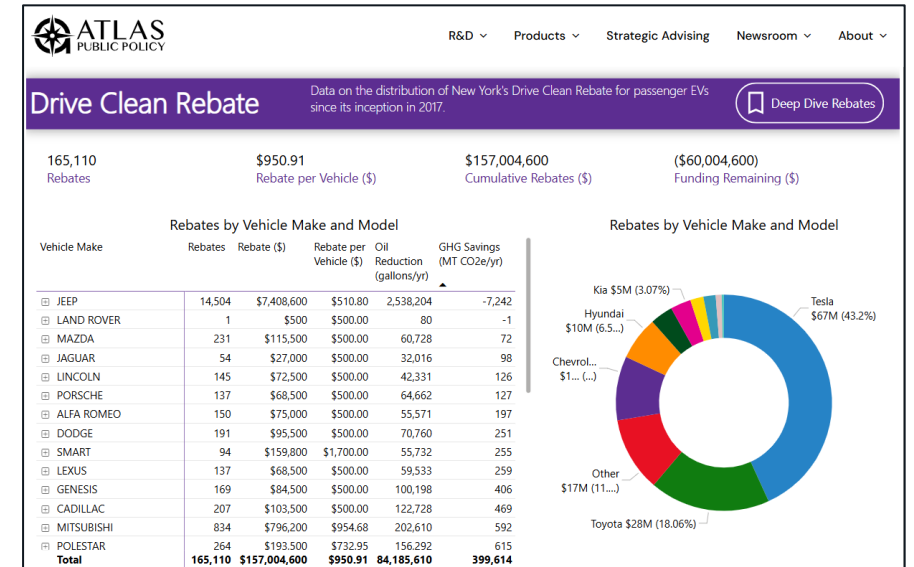 ATLAS
PUBLIC POLICY
R&D Products Strategic Advising Newsroom About
Drive Clean Rebate
Data on the distribution of New York's Drive Clean Rebate for passenger EVs
since its inception in 2017.
Deep Dive Rebates
165,110 $950.91 $157,004,600 ($60,004,600)
Rebates Rebate per Vehicle ($) Cumulative Rebates ($) Funding Remaining ($)
Rebates by Vehicle Make and Model
Vehicle Make Rebates Rebate ($) Rebate per Vehicle ($) Oil Reduction (gallons/yr) GHG Savings (MT CO2e/yr)
JEEP 14,504 $7,408,600 $510.80 2,538,204 -7,242
LAND ROVER 1 $500 $500.00 80 -1
MAZDA 231 $115,500 $500.00 60,728 72
JAGUAR 54 $27,000 $500.00 32,016 98
LINCOLN 145 $72,500 $500.00 42,331 126
PORSCHE 137 $68,500 $500.00 64,662 127
ALFA ROMEO 150 $75,000 $500.00 55,571 197
DODGE 191 $95,500 $500.00 70,760 251
SMART 94 $159,800 $1,700.00 55,732 255
LEXUS 137 $68,500 $500.00 59,533 259
GENESIS 169 $84,500 $500.00 100,198 406
CADILLAC 207 $103,500 $500.00 122,728 469
MITSUBISHI 834 $796,200 $954.68 202,610 592
POLESTAR 264 $193,500 $732.95 156,292 615
Total 165,110 $157,004,600 $950.91 84,185,610 399,614
Rebates by Vehicle Make and Model
Kia $5M (3.07%)
Hyundai
$10M (6.5...)
Chevrol...
$1... (...)
Other
$17M (11....)
Toyota $28M (18.06%)
Tesla
$67M (43.2%)